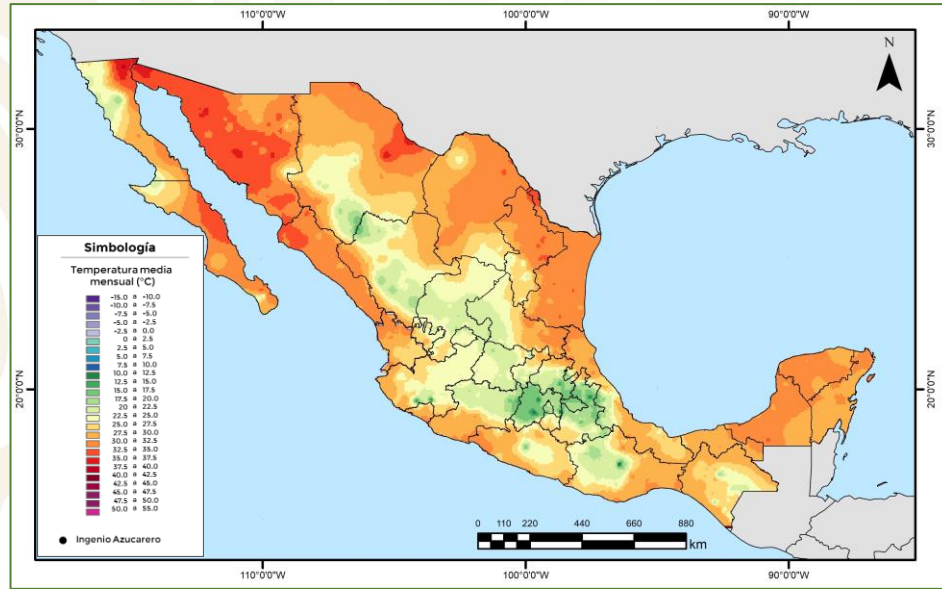 110°0'0"W 100°0'0"W 90°0'0"W
N
30°0'0"N 30°0'0"N
20°0'0"N 20°0'0"N
Simbología
Temperatura media
mensual (°C)
-15.0 a -10.0
-10.0 a -7.5
-7.5 a -5.0
-5.0 a -2.5
-2.5 a 0.0
0 a 2.5
2.5 a 5.0
5.0 a 7.5
7.5 a 10.0
10.0 a 12.5
12.5 a 15.0
15.0 a 17.5
17.5 a 20.0
20 a 22.5
22.5 a 25.0
25.0 a 27.5
27.5 a 30.0
30.0 a 32.5
32.5 a 35.0
35.0 a 37.5
37.5 a 40.0
40.0 a 42.5
42.5 a 45.0
45.0 a 47.5
47.5 a 50.0
50.0 a 55.0
Ingenio Azucarero
0 110 220 440 660 880
km
110°0'0"W 100°0'0"W 90°0'0"W